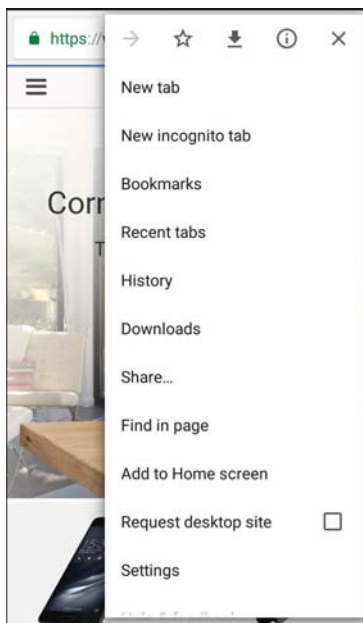 https://
New tab
New incognito tab
Bookmarks
Corr
Recent tabs
T
History
Downloads
Share...
Find in page
Add to Home screen
Request desktop site
Settings